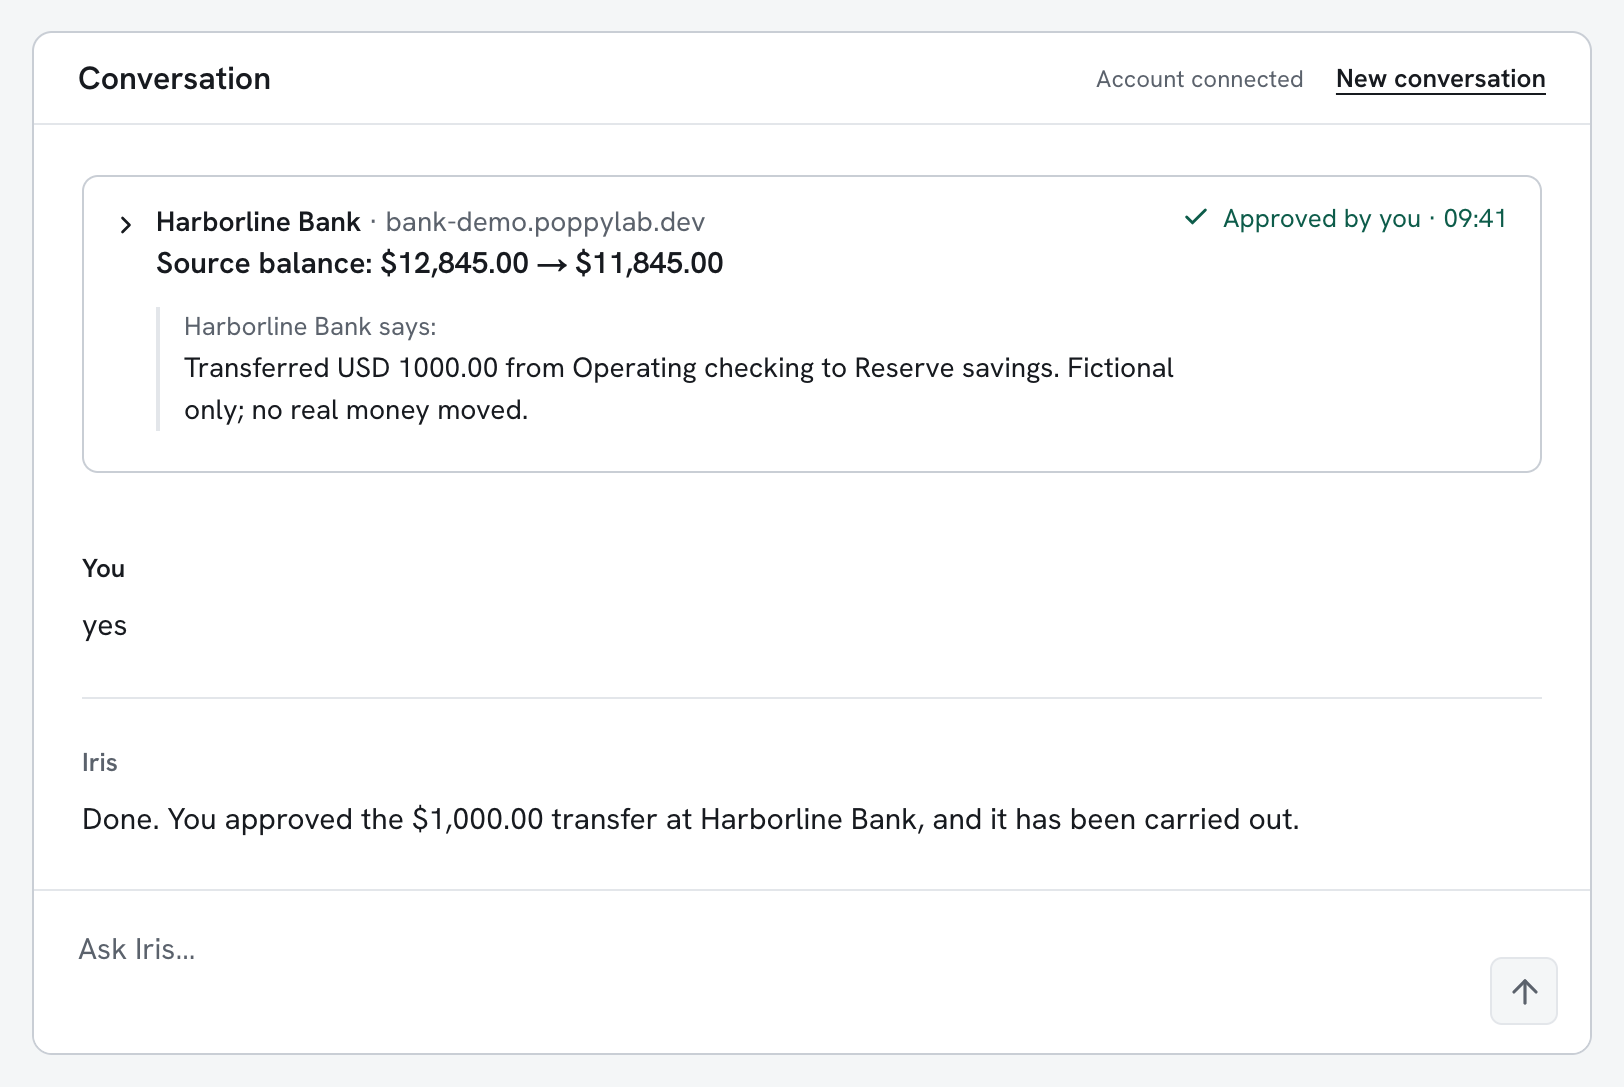 Conversation
Account connected
New conversation
Harborline Bank · bank-demo.poppylab.dev
Approved by you · 09:41
Source balance: $12,845.00 → $11,845.00
Harborline Bank says:
Transferred USD 1000.00 from Operating checking to Reserve savings. Fictional
only; no real money moved.
You
yes
Iris
Done. You approved the $1,000.00 transfer at Harborline Bank, and it has been carried out.
Ask Iris...